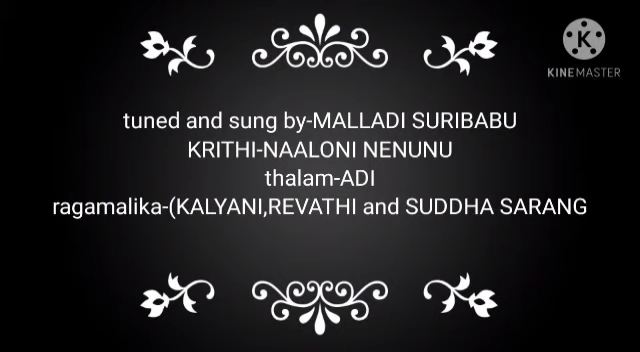 KINEMASTER
tuned and sung by-MALLADI SURIBABU
KRITHI-NAALONI NENUNU
thalam-ADI
ragamalika-(KALYANI,REVATHI and SUDDHA SARANG